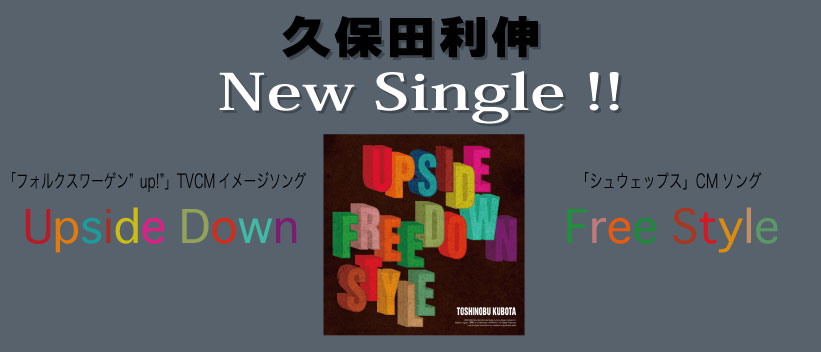 久保田利伸
New Single !!
「フォルクスワーゲン” up!”」TVCMイメージソング
Upside Down
UPSIDE
FREEDOWN
STYLE
TOSHINOBU KUBOTA
「シュウェップス」CMソング
Free Style